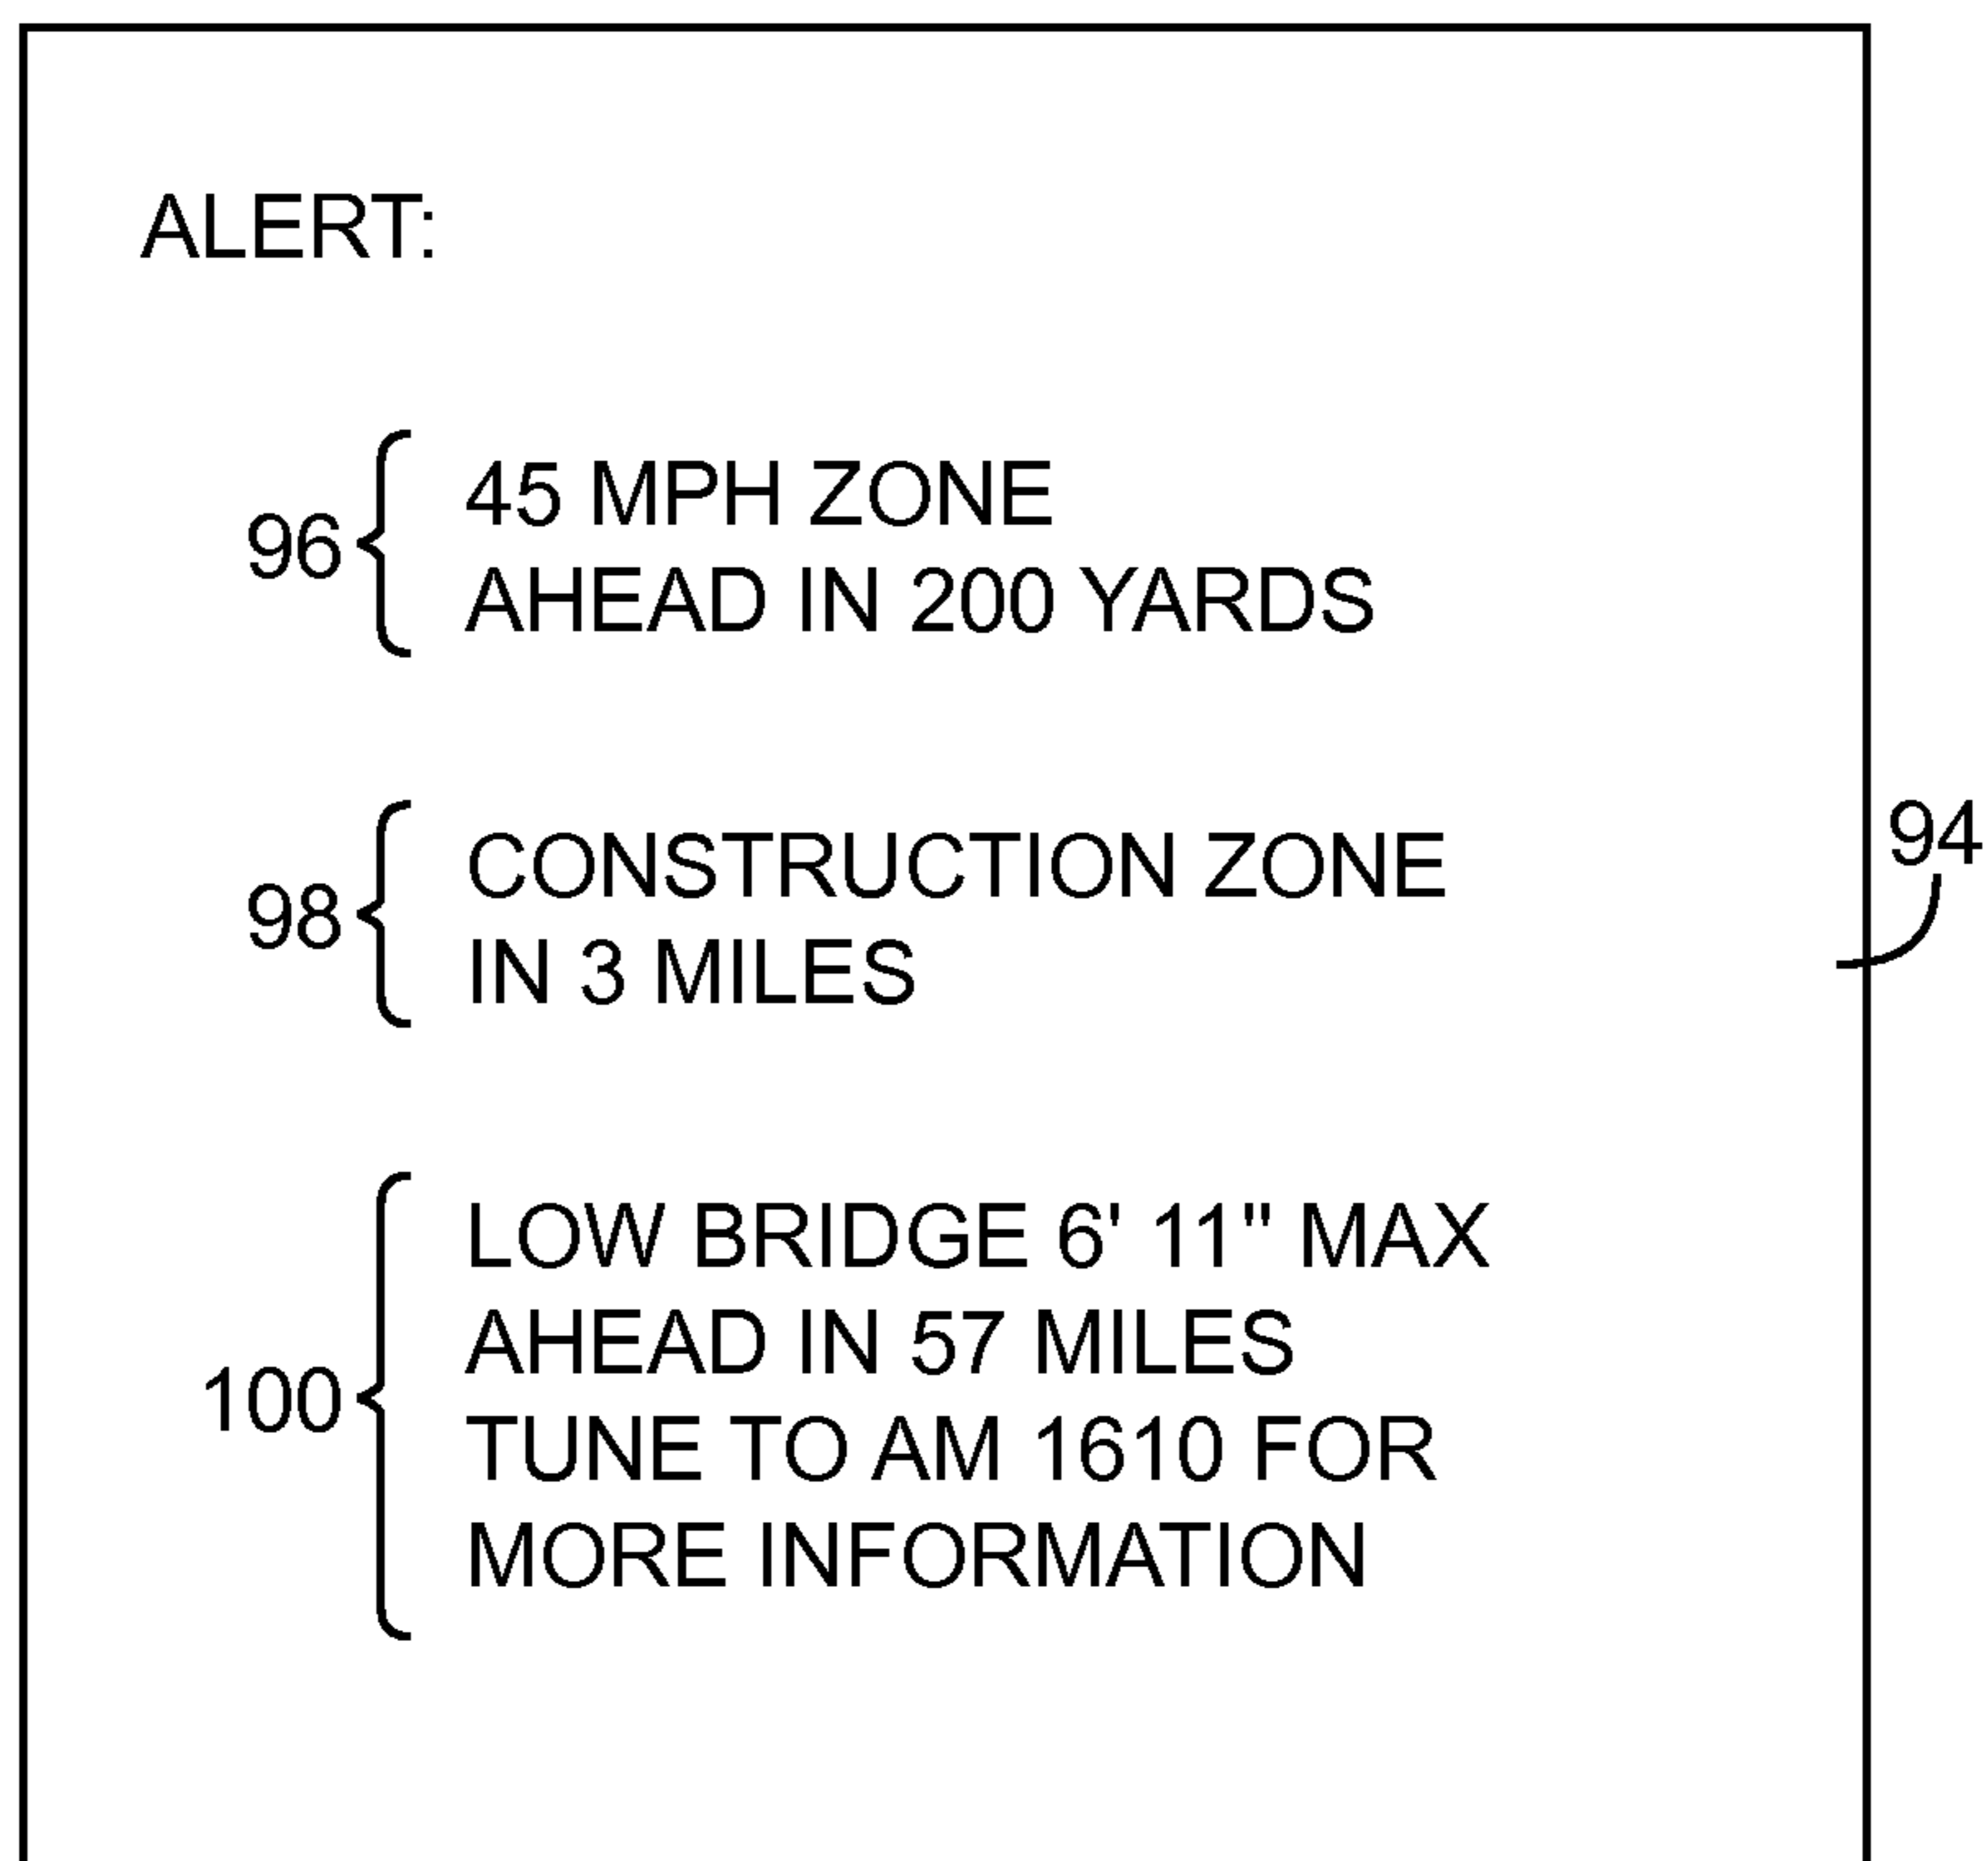 ALERT:
96
45 MPH ZONE
AHEAD IN 200 YARDS
98
CONSTRUCTION ZONE
IN 3 MILES
94
100
LOW BRIDGE 6' 11" MAX
AHEAD IN 57 MILES
TUNE TO AM 1610 FOR
MORE INFORMATION